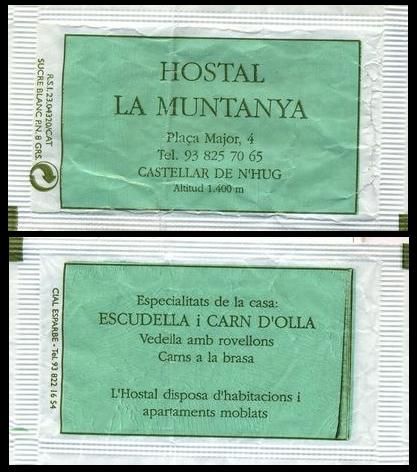 HOSTAL
LA MUNTANYA
Plaça Major, 4
Tel. 93 825 70 65
CASTELLAR DE N'HUG
Altitud 1.400 m
R.S.I. 23.04320/CAT
SUCRE BLANC P.N. 8 GRS.
Especialitats de la casa:
ESCUDELLA i CARN D'OLLA
Vedella amb rovellons
Carns a la brasa
L'Hostal disposa d'habitacions i
apartaments moblats
CIAL ESPARBE - Tel. 93 822 16 54